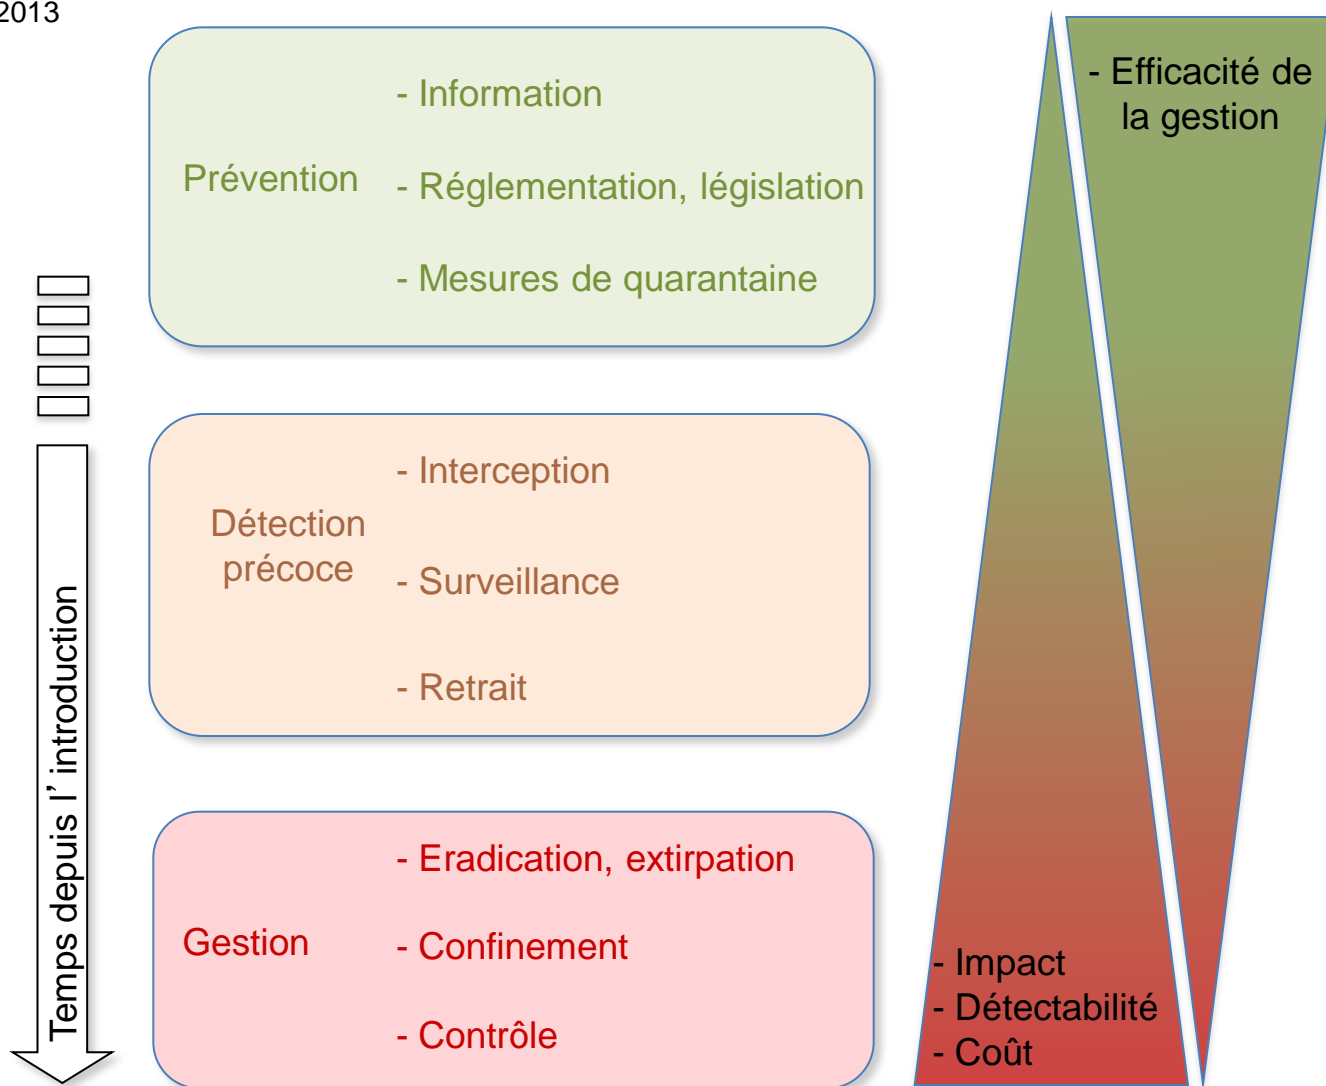 2013
- Information
Prévention
- Réglementation, législation
- Mesures de quarantaine
- Interception
Détection
précoce
- Surveillance
- Retrait
- Eradication, extirpation
Gestion
- Confinement
- Contrôle
Temps depuis l’ introduction
- Efficacité de
la gestion
- Impact
- Détectabilité
- Coût